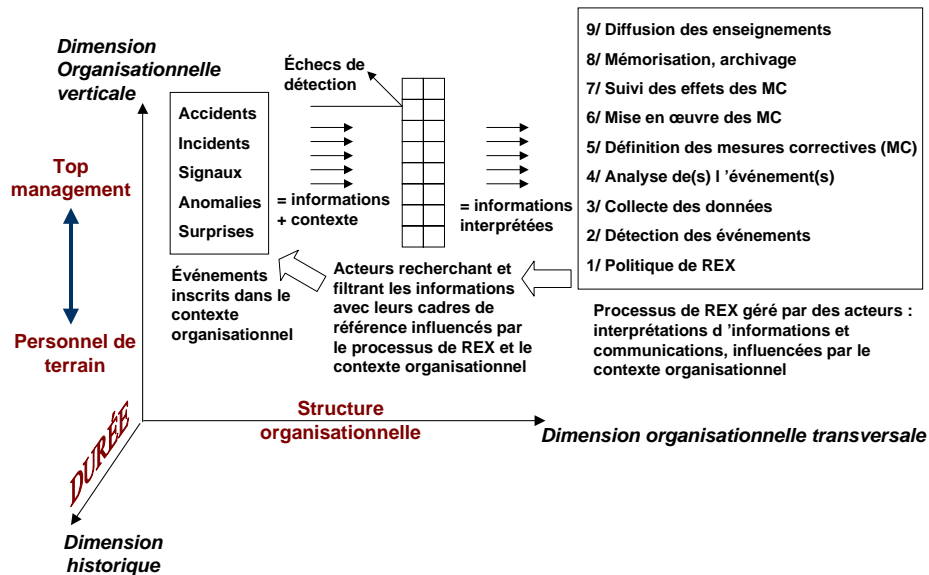 Dimension
Organisationnelle
verticale
Top
management
Personnel de
terrain
DURÉE
Dimension
historique
Accidents
Incidents
Signaux
Anomalies
Surprises
Événements
inscrits dans le
contexte
organisationnel
Échecs de
détection
= informations
+ contexte
Acteurs recherchant et
filtrant les informations
avec leurs cadres de
référence influencés par
le processus de REX et le
contexte organisationnel
= informations
interprétées
9/ Diffusion des enseignements
8/ Mémorisation, archivage
7/ Suivi des effets des MC
6/ Mise en œuvre des MC
5/ Définition des mesures correctives (MC)
4/ Analyse de(s) l ’événement(s)
3/ Collecte des données
2/ Détection des événements
1/ Politique de REX
Processus de REX géré par des acteurs :
interprétations d ’informations et
communications, influencées par le
contexte organisationnel
Structure
organisationnelle
Dimension organisationnelle transversale